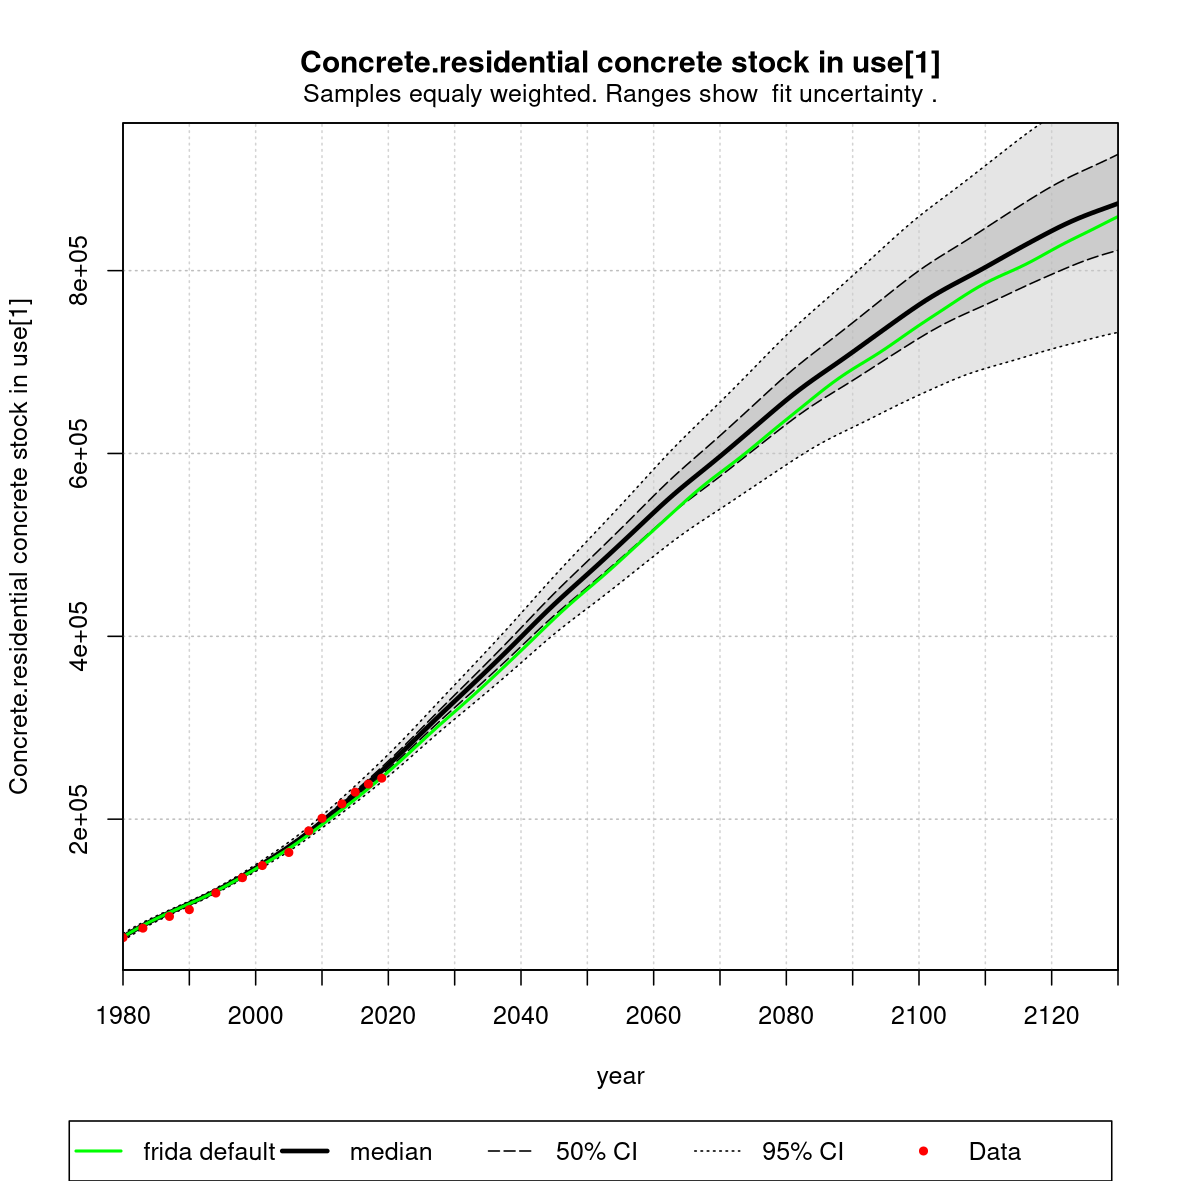 Concrete.residential concrete stock in use[1]
Samples equaly weighted. Ranges show  fit uncertainty .
Concrete.residential concrete stock in use[1]
8e+05
6e+05
4e+05
2e+05
1980 2000 2020 2040 2060 2080 2100 2120
year
frida default median 50% CI 95% CI Data